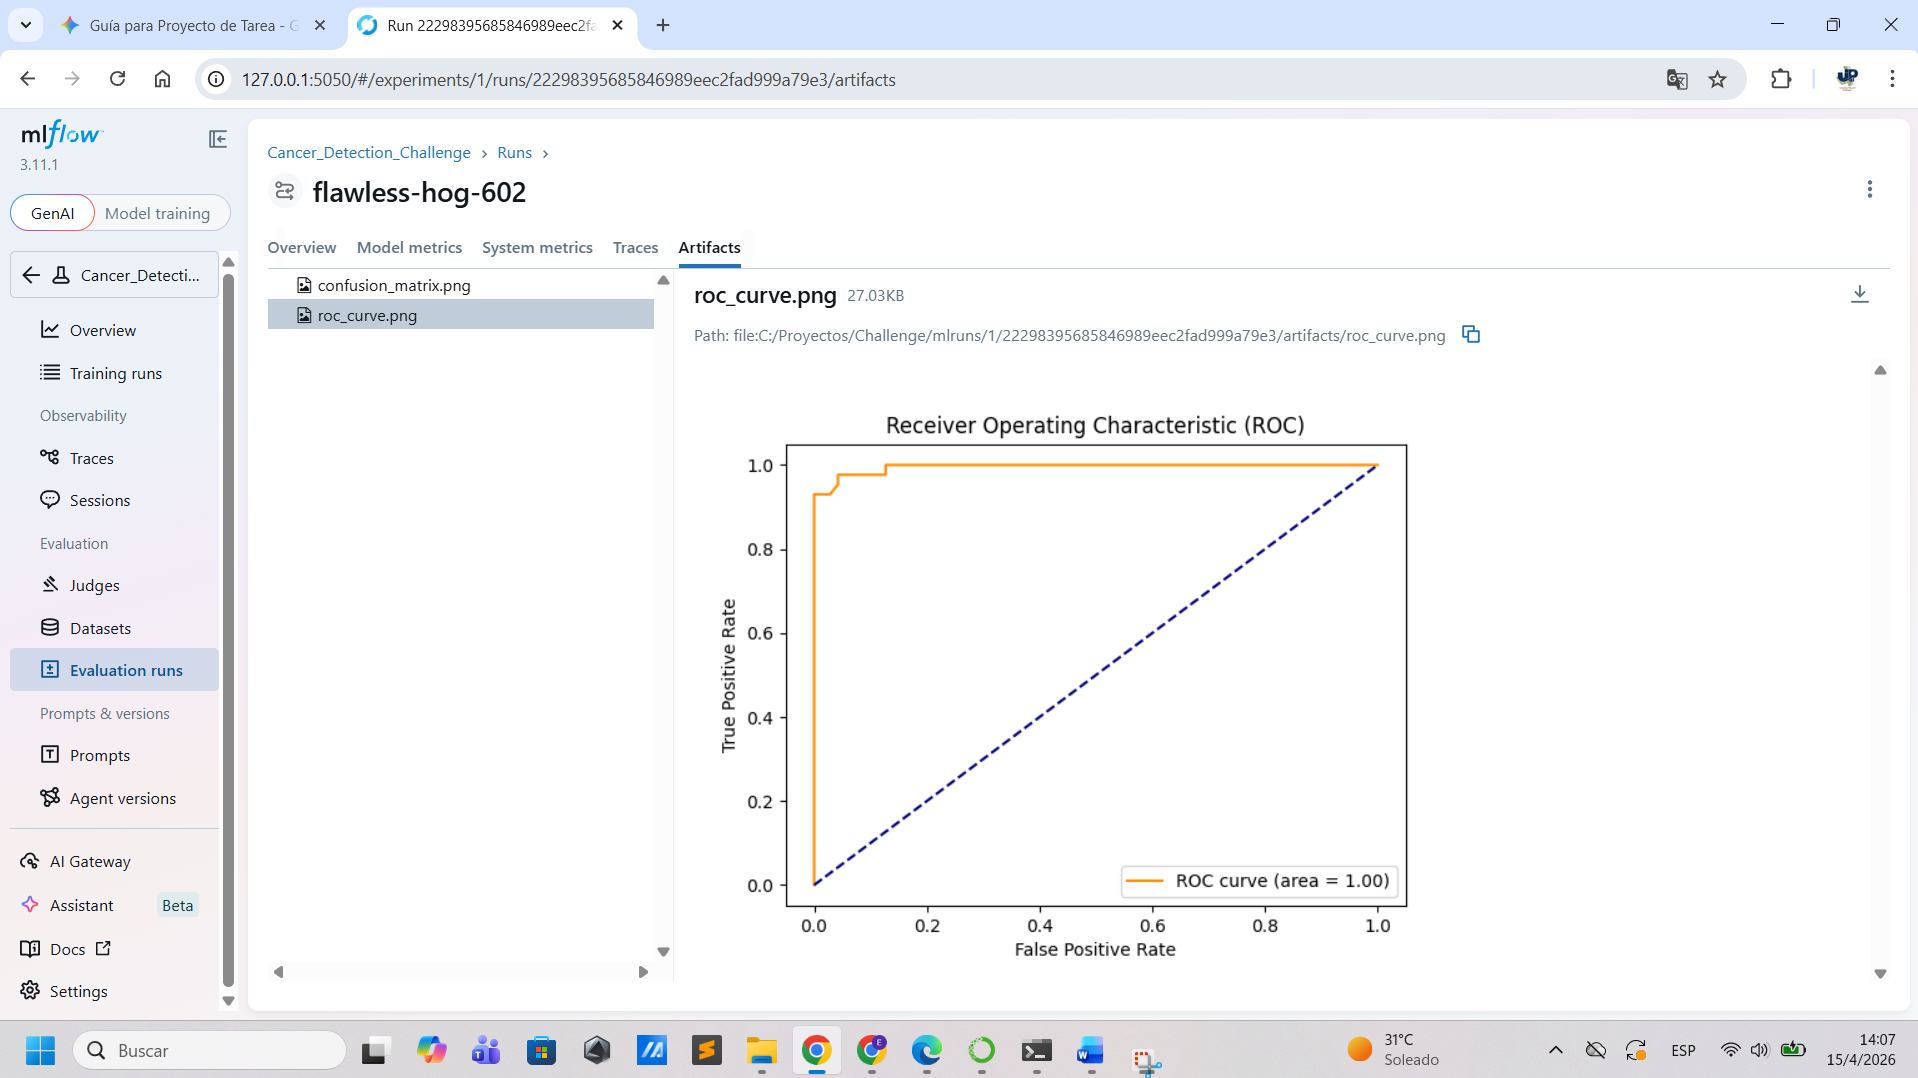 Guía para Proyecto de Tarea - G
Run 22298395685846989eec2fa
127.0.0.1:5050/#/experiments/1/runs/22298395685846989eec2fad999a79e3/artifacts
mlflow
3.11.1
GenAI
Model training
Cancer_Detecti...
Overview
Training runs
Observability
Traces
Sessions
Evaluation
Judges
Datasets
Evaluation runs
Prompts & versions
Prompts
Agent versions
AI Gateway
Assistant
Beta
Docs
Settings
Cancer_Detection_Challenge
Runs
flawless-hog-602
Overview
Model metrics
System metrics
Traces
Artifacts
confusion_matrix.png
roc_curve.png
roc_curve.png 27.03KB
Path: file:C:/Proyectos/Challenge/mlruns/1/22298395685846989eec2fad999a79e3/artifacts/roc_curve.png
Receiver Operating Characteristic (ROC)
True Positive Rate
1.0
0.8
0.6
0.4
0.2
0.0
ROC curve (area = 1.00)
0.0 0.2 0.4 0.6 0.8 1.0
False Positive Rate
Buscar
31°C
Soleado
ESP
14:07
15/4/2026